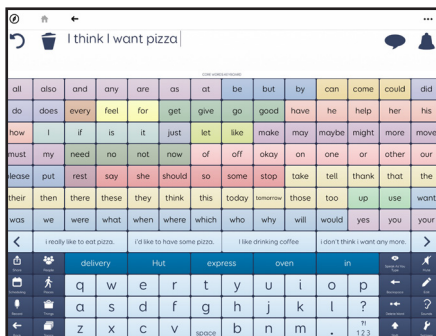 I think I want pizza
all also and any are as at be but by can come could did
do does every feel for get give go good have he help her his
how I if is it just let like make may maybe might more move
must my need no not now of off okay on one or other our
please put rest say she should so some stop take tell thank that the
their then there these they think this today tomorrow those too up use want
was we were what when where which who why will would yes you your
i really like to eat pizza. i'd like to have some pizza. I like drinking coffee i don't think i want any more.
delivery Hut express oven in
q w e r t y u i o p
a s d f g h j k l ?
z x c v space b n m . ?! 123